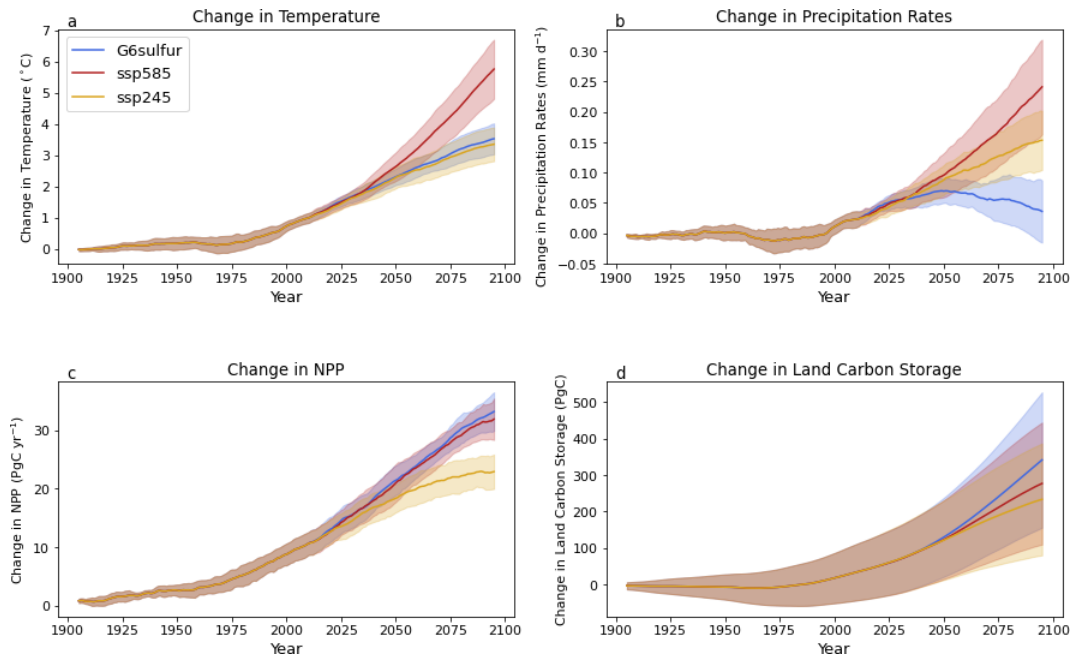 a
Change in Temperature
Change in Temperature (˚C)
7
6
5
4
3
2
1
0
G6sulfur
ssp585
ssp245
1900 1925 1950 1975 2000 2025 2050 2075 2100
Year
b
Change in Precipitation Rates
Change in Precipitation Rates (mm d⁻¹)
0.30
0.25
0.20
0.15
0.10
0.05
0.00
−0.05
1900 1925 1950 1975 2000 2025 2050 2075 2100
Year
c
Change in NPP
Change in NPP (PgC yr⁻¹)
30
20
10
0
1900 1925 1950 1975 2000 2025 2050 2075 2100
Year
d
Change in Land Carbon Storage
Change in Land Carbon Storage (PgC)
500
400
300
200
100
0
1900 1925 1950 1975 2000 2025 2050 2075 2100
Year